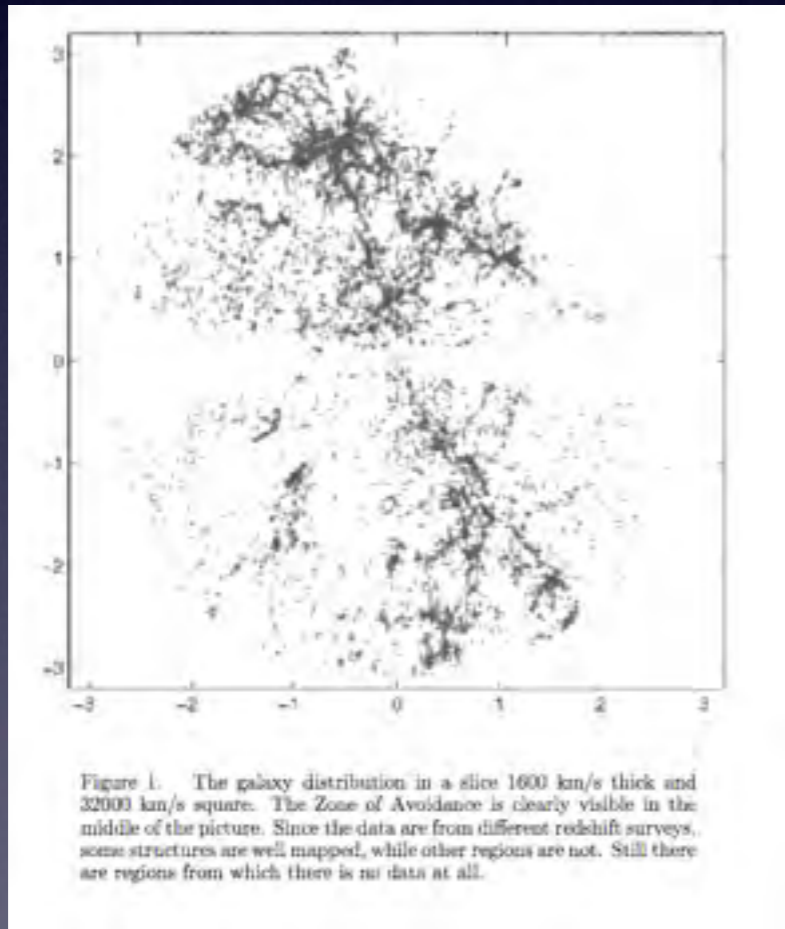 3
2
1
0
-1
-2
-3
-3 -2 -1 0 1 2 3
Figure 1. The galaxy distribution in a slice 1600 km/s thick and
32000 km/s square. The Zone of Avoidance is clearly visible in the
middle of the picture. Since the data are from different redshift surveys,
some structures are well mapped, while other regions are not. Still there
are regions from which there is no data at all.